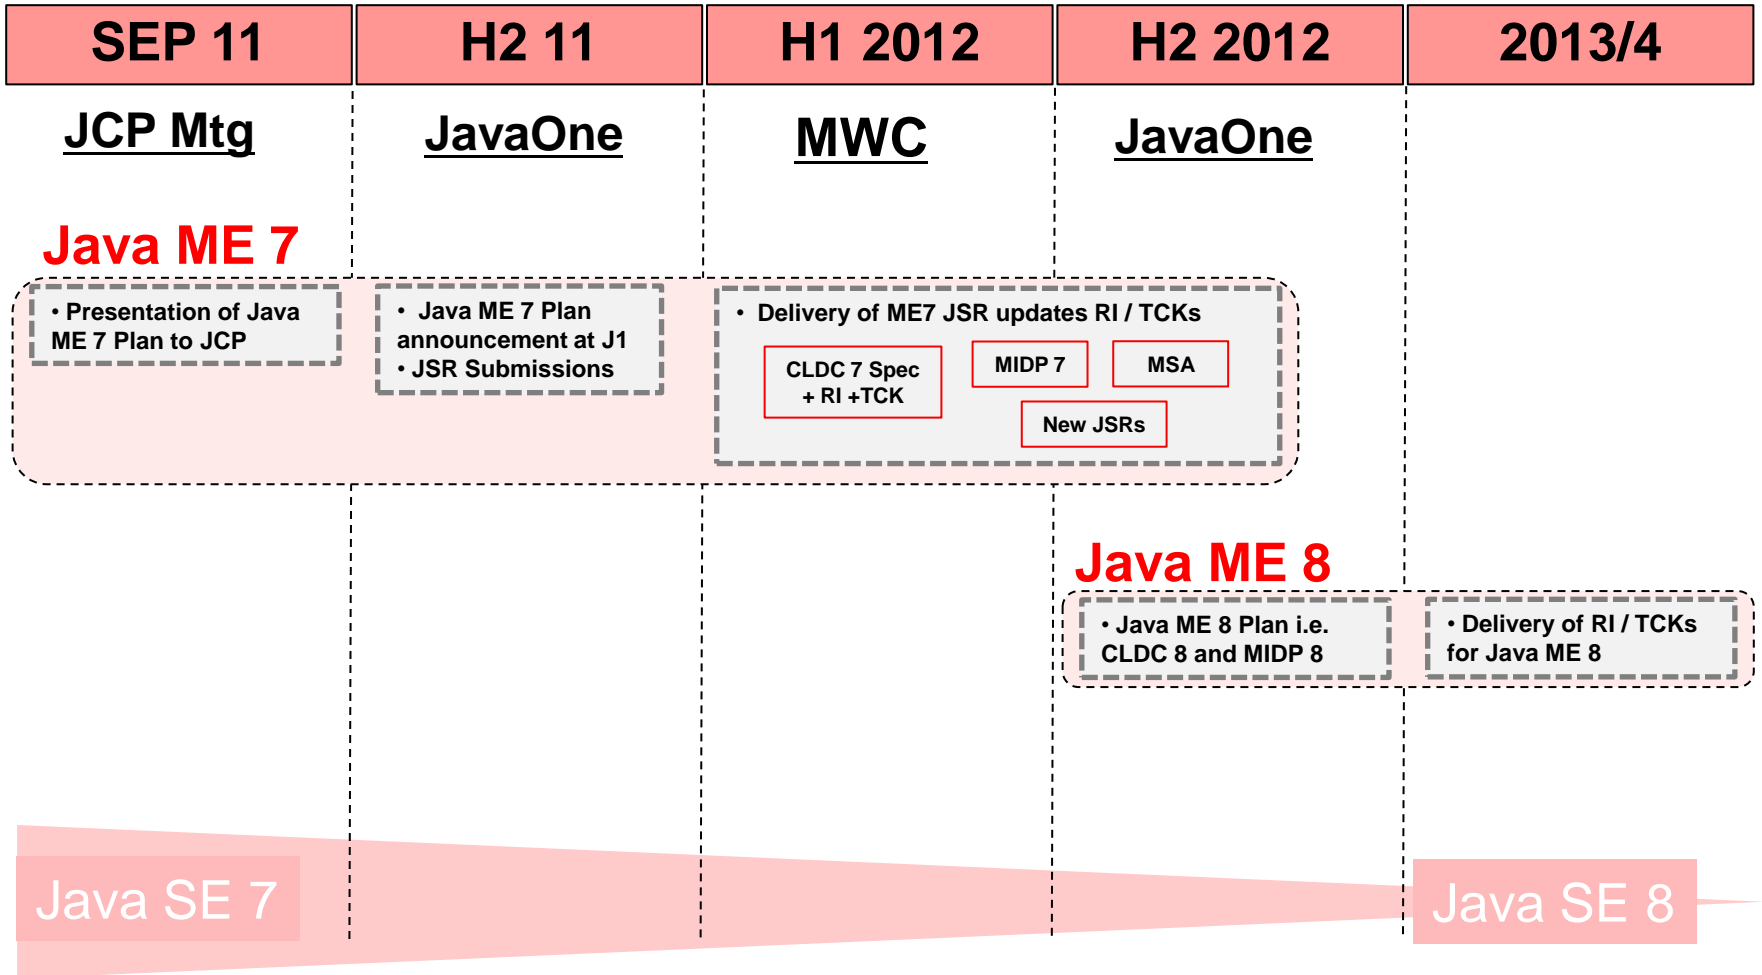 SEP 11
H2 11
H1 2012
H2 2012
2013/4
JCP Mtg
JavaOne
MWC
JavaOne
Java ME 7
• Presentation of Java
ME 7 Plan to JCP
• Java ME 7 Plan
announcement at J1
• JSR Submissions
• Delivery of ME7 JSR updates RI / TCKs
CLDC 7 Spec
+ RI +TCK
MIDP 7
MSA
New JSRs
Java ME 8
• Java ME 8 Plan i.e.
CLDC 8 and MIDP 8
• Delivery of RI / TCKs
for Java ME 8
Java SE 7
Java SE 8